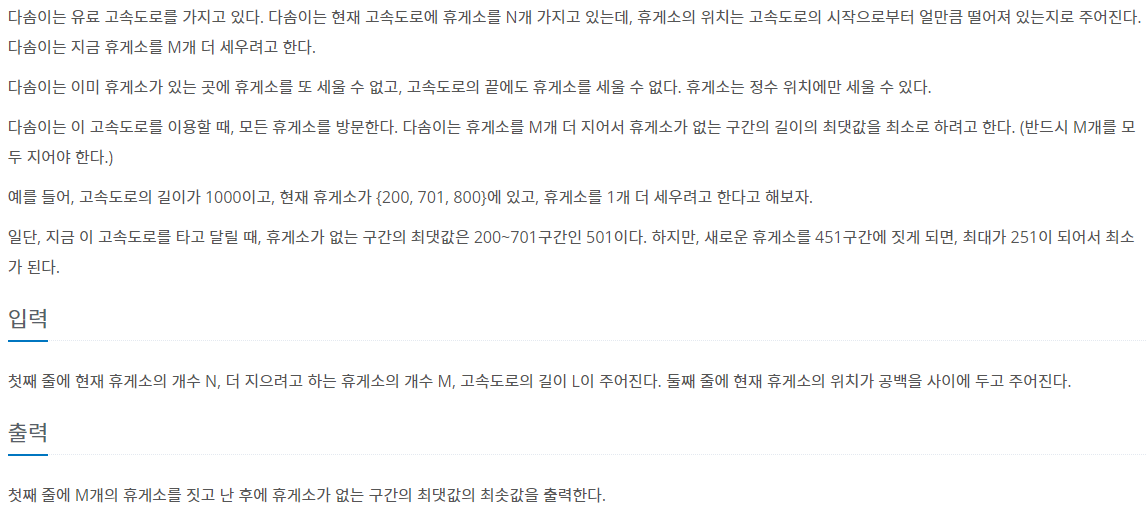 다솜이는 유료 고속도로를 가지고 있다. 다솜이는 현재 고속도로에 휴게소를 N개 가지고 있는데, 휴게소의 위치는 고속도로의 시작으로부터 얼만큼 떨어져 있는지로 주어진다.
다솜이는 지금 휴게소를 M개 더 세우려고 한다.
다솜이는 이미 휴게소가 있는 곳에 휴게소를 또 세울 수 없고, 고속도로의 끝에도 휴게소를 세울 수 없다. 휴게소는 정수 위치에만 세울 수 있다.
다솜이는 이 고속도로를 이용할 때, 모든 휴게소를 방문한다. 다솜이는 휴게소를 M개 더 지어서 휴게소가 없는 구간의 길이의 최댓값을 최소로 하려고 한다. (반드시 M개를 모
두 지어야 한다.)
예를 들어, 고속도로의 길이가 1000이고, 현재 휴게소가 {200, 701, 800}에 있고, 휴게소를 1개 더 세우려고 한다고 해보자.
일단, 지금 이 고속도로를 타고 달릴 때, 휴게소가 없는 구간의 최댓값은 200~701구간인 501이다. 하지만, 새로운 휴게소를 451구간에 짓게 되면, 최대가 251이 되어서 최소
가 된다.
입력
첫째 줄에 현재 휴게소의 개수 N, 더 지으려고 하는 휴게소의 개수 M, 고속도로의 길이 L이 주어진다. 둘째 줄에 현재 휴게소의 위치가 공백을 사이에 두고 주어진다.
출력
첫째 줄에 M개의 휴게소를 짓고 난 후에 휴게소가 없는 구간의 최댓값의 최솟값을 출력한다.